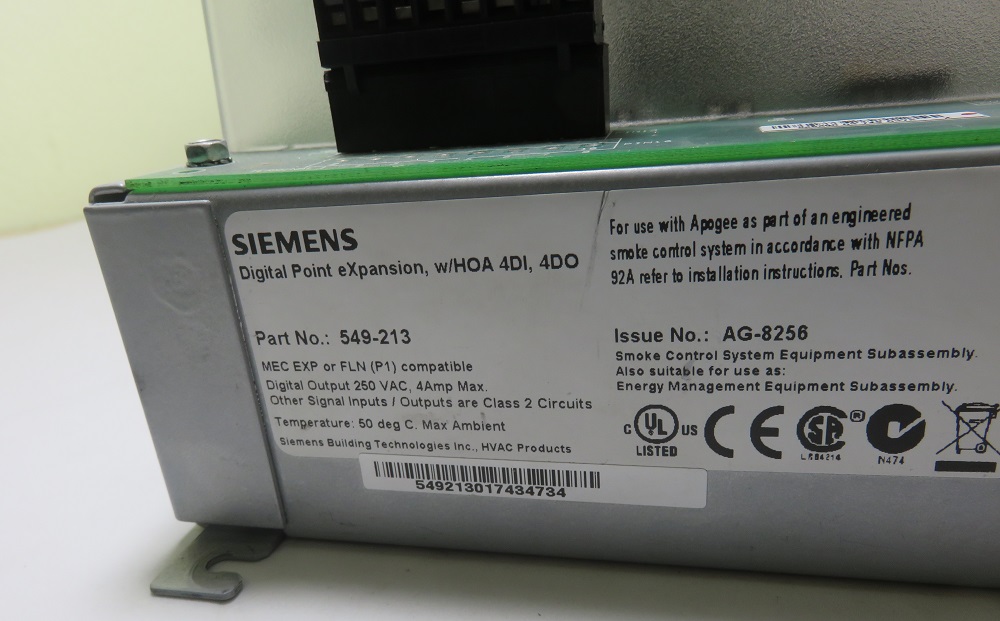 SIEMENS
Digital Point eXpansion, w/HOA 4DI, 4DO
Part No.: 549-213
MEC EXP or FLN (P1) compatible
Digital Output 250 VAC, 4Amp Max.
Other Signal Inputs / Outputs are Class 2 Circuits
Temperature: 50 deg C. Max Ambient
Siemens Building Technologies Inc., HVAC Products
For use with Apogee as part of an engineered
smoke control system in accordance with NFPA
92A refer to installation instructions, Part Nos.
Issue No.: AG-8256
Smoke Control System Equipment Subassembly.
Also suitable for use as:
Energy Management Equipment Subassembly.
C UL US
LISTED
CE
SA ®
N474
549213017434734